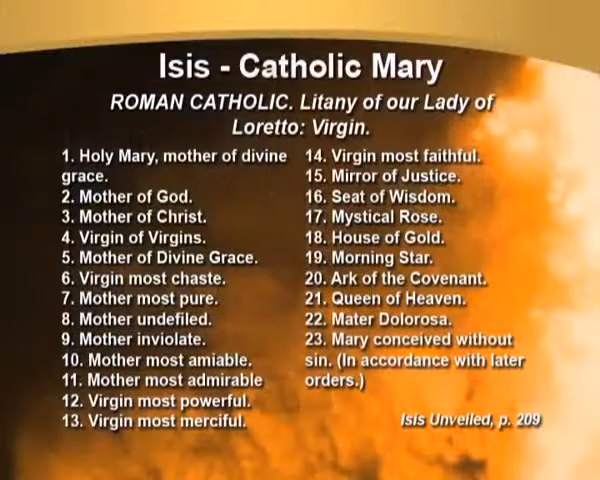 Isis - Catholic Mary
ROMAN CATHOLIC. Litany of our Lady of
Loretto: Virgin.
1. Holy Mary, mother of divine
grace.
2. Mother of God.
3. Mother of Christ.
4. Virgin of Virgins.
5. Mother of Divine Grace.
6. Virgin most chaste.
7. Mother most pure.
8. Mother undefiled.
9. Mother inviolate.
10. Mother most amiable.
11. Mother most admirable
12. Virgin most powerful.
13. Virgin most merciful.
14. Virgin most faithful.
15. Mirror of Justice.
16. Seat of Wisdom.
17. Mystical Rose.
18. House of Gold.
19. Morning Star.
20. Ark of the Covenant.
21. Queen of Heaven.
22. Mater Dolorosa.
23. Mary conceived without
sin. (In accordance with later
orders.)
Isis Unveiled, p. 209